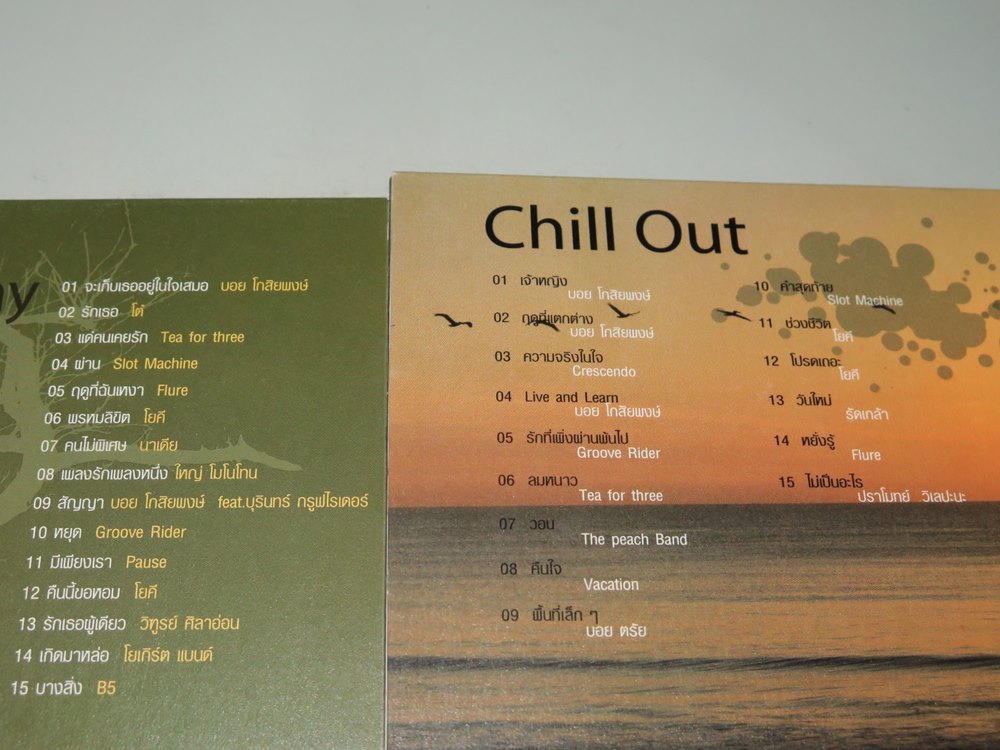 ay
01 จะเก็บเธออยู่ในใจเสมอ บอย โกสิยพงษ์
02 รักเธอ โต๋
03 แด่คนเคยรัก Tea for three
04 ผ่าน Slot Machine
05 ฤดูที่ฉันเหงา Flure
06 พรหมลิขิต โยคี
07 คนไม่พิเศษ นาเดีย
08 เพลงรักเพลงหนึ่ง ใหญ่ โมโนโทน
09 สัญญา บอย โกสิยพงษ์ feat.บุรินทร์ กรูฟไรเดอร์
10 หยุด Groove Rider
11 มีเพียงเรา Pause
12 คืนนี้ขอหอม โยคี
13 รักเธอผู้เดียว วิฑูรย์ ศิลาอ่อน
14 เกิดมาหล่อ โยเกิร์ต แบนด์
15 บางสิ่ง B5
Chill Out
01 เจ้าหญิง
บอย โกสิยพงษ์
02 ฤดูที่แตกต่าง
บอย โกสิยพงษ์
03 ความจริงในใจ
Crescendo
04 Live and Learn
บอย โกสิยพงษ์
05 รักที่เพิ่งผ่านพ้นไป
Groove Rider
06 ลมหนาว
Tea for three
07 วอน
The peach Band
08 คืนใจ
Vacation
09 พื้นที่เล็ก ๆ
บอย ตรัย
10 คำสุดท้าย
Slot Machine
11 ช่วงชีวิต
โยคี
12 โปรดเถอะ
โยคี
13 วันใหม่
รัดเกล้า
14 หยั่งรู้
Flure
15 ไม่เป็นอะไร
ปราโมทย์ วิเลปะนะ